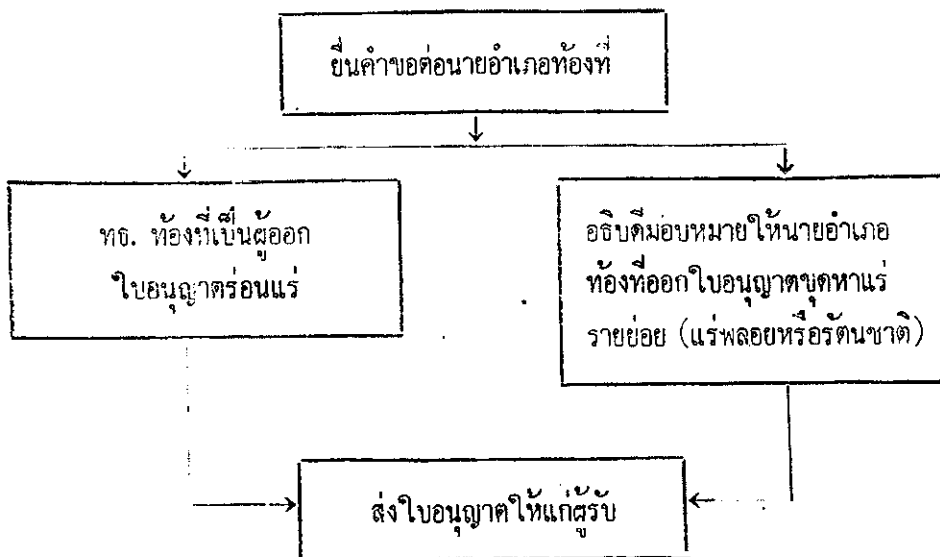 ยื่นคำขอต่อนายอำเภอท้องที่
ทธ. ท้องที่เป็นผู้ออก
ใบอนุญาตร่อนแร่
อธิบดีมอบหมายให้นายอำเภอ
ท้องที่ออกใบอนุญาตขุดหาแร่
รายย่อย (แร่พลอยหรือรัตนชาติ)
ส่งใบอนุญาตให้แก่ผู้รับ